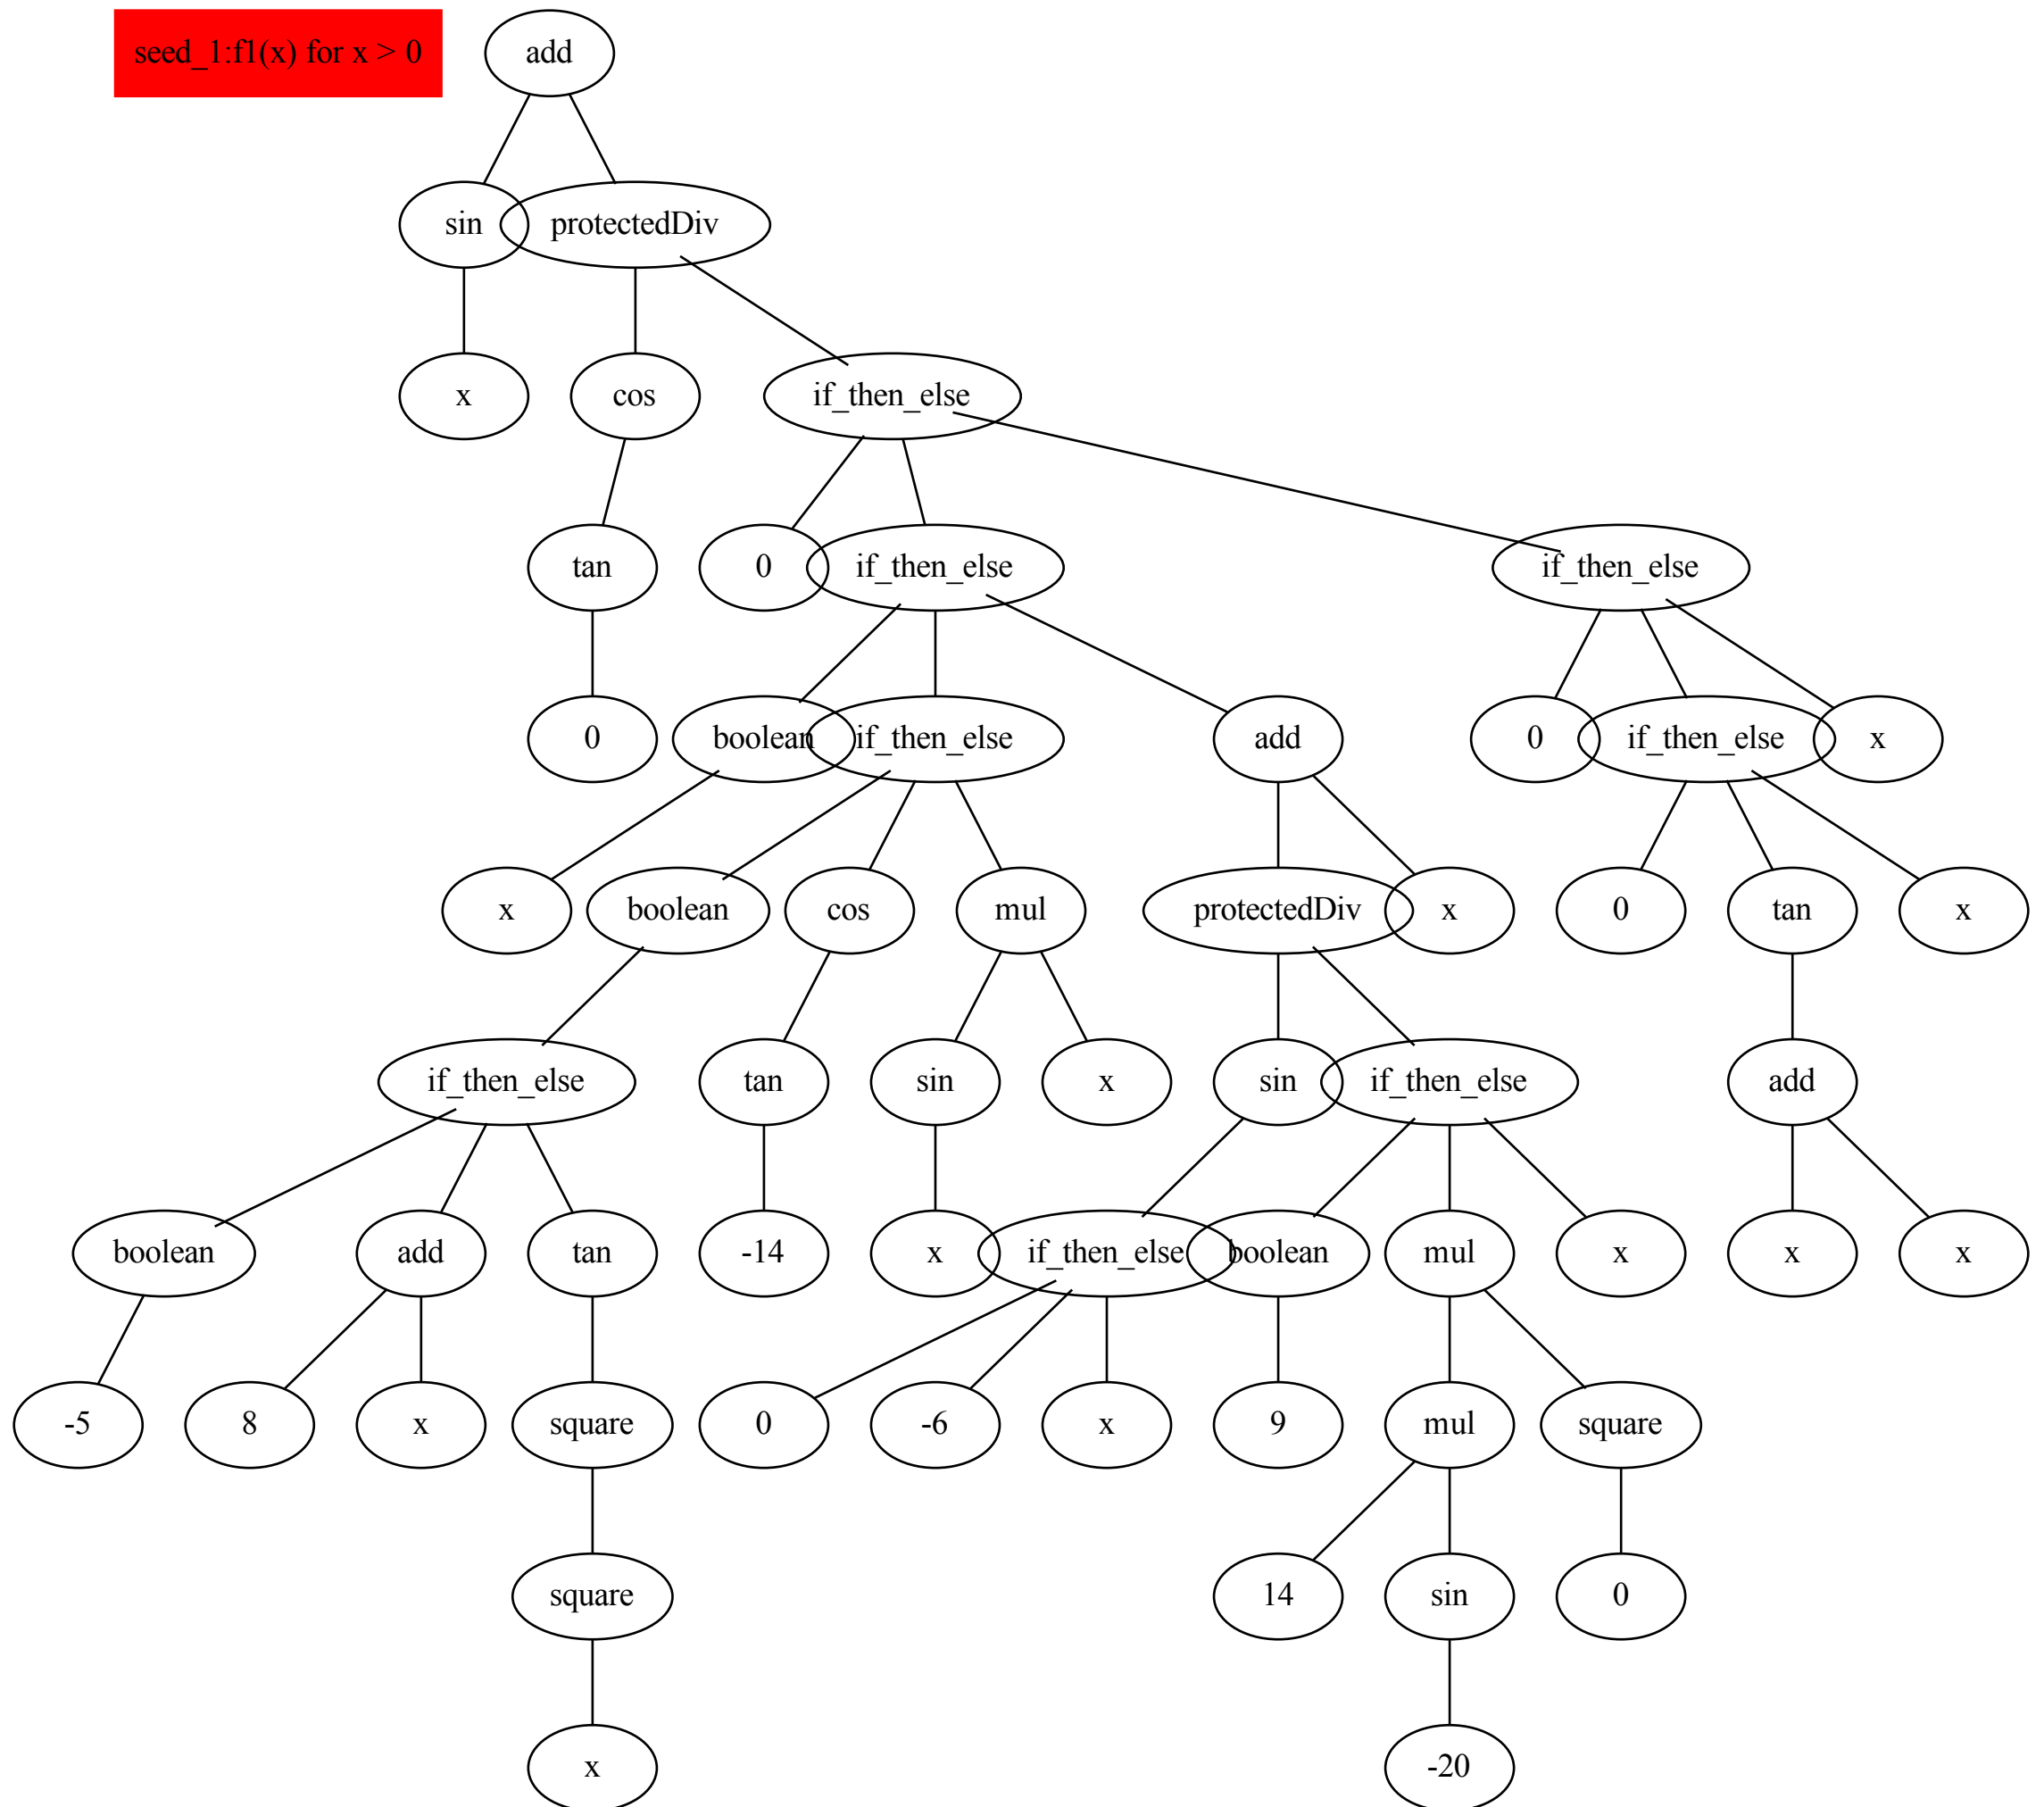 seed_1:f1(x) for x > 0
add
sin
protectedDiv
x
cos
if_then_else
tan
0
if_then_else
if_then_else
0
boolean
if_then_else
add
0
if_then_else
x
x
boolean
cos
mul
protectedDiv
x
0
tan
x
if_then_else
tan
sin
x
sin
if_then_else
add
boolean
add
tan
-14
x
if_then_else
boolean
mul
x
x
x
-5
8
x
square
0
-6
x
9
mul
square
square
14
sin
0
x
-20